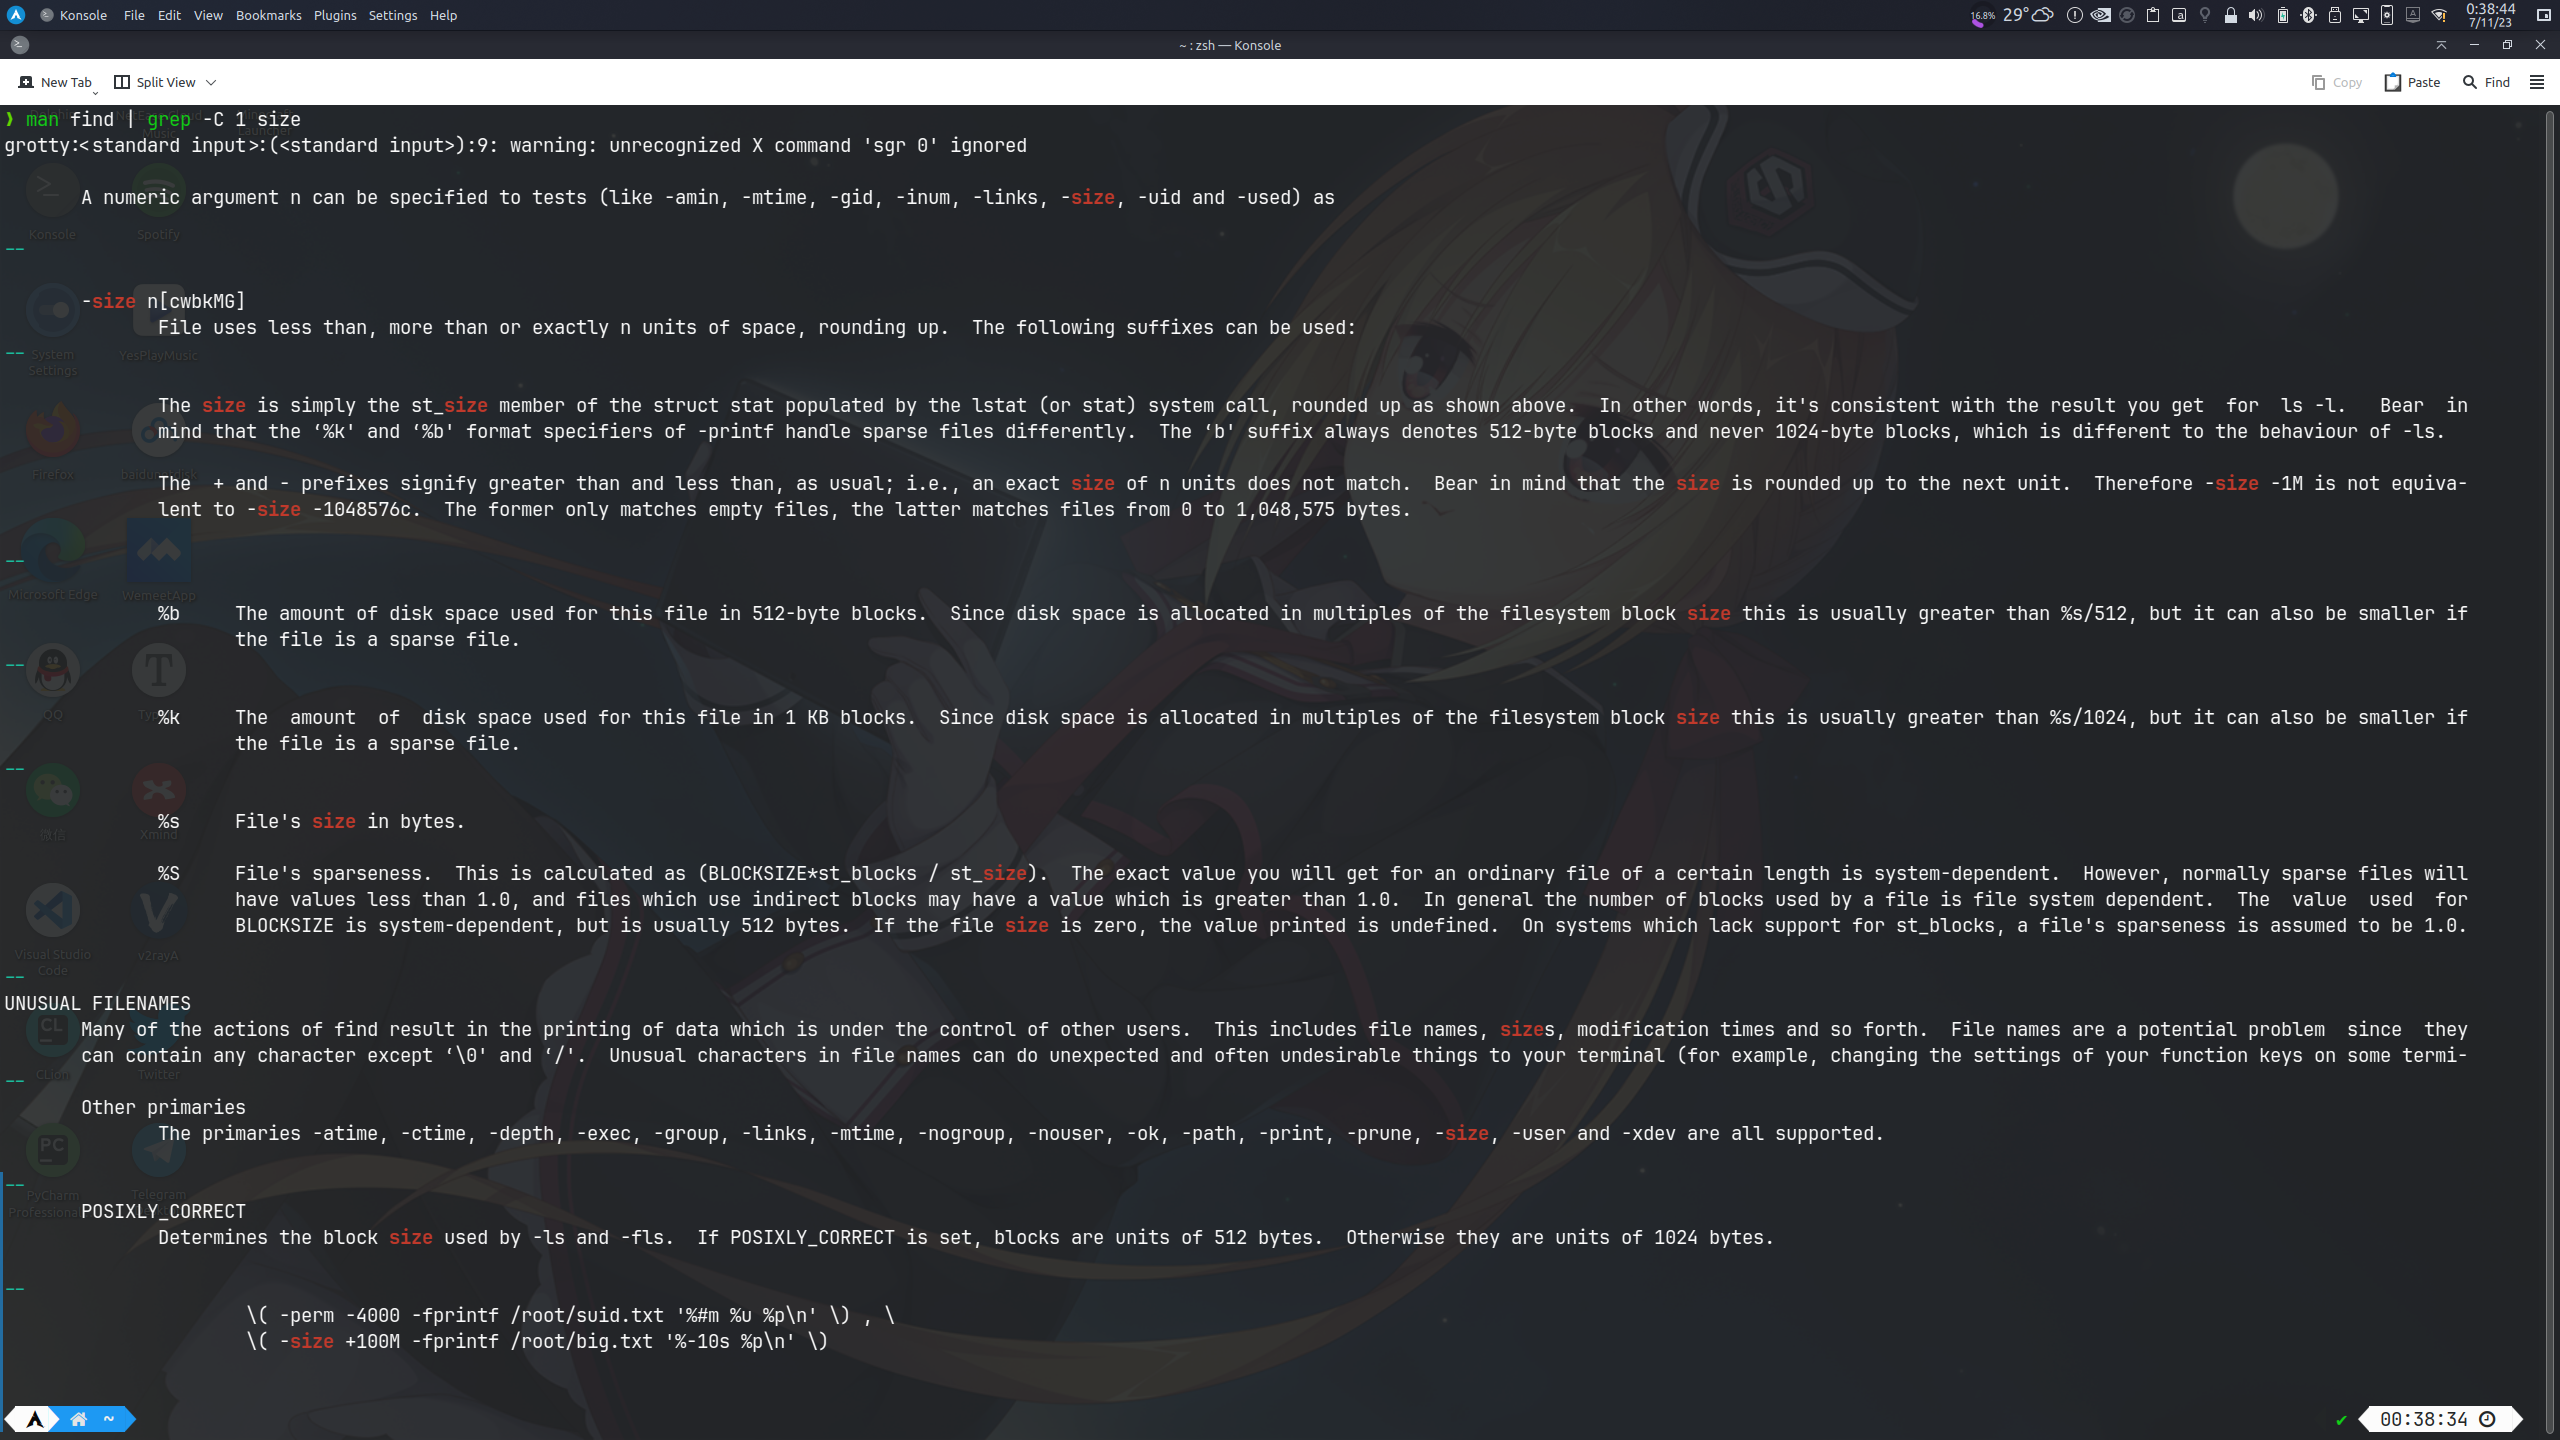 Konsole File Edit View Bookmarks Plugins Settings Help
16.8% 29° 0:38:44
7/11/23
~ : zsh — Konsole
New Tab Split View Copy Paste Find
❱ man find | grep -C 1 size
grotty:<standard input>:(<standard input>):9: warning: unrecognized X command 'sgr 0' ignored
A numeric argument n can be specified to tests (like -amin, -mtime, -gid, -inum, -links, -size, -uid and -used) as
--
-size n[cwbkMG]
File uses less than, more than or exactly n units of space, rounding up.  The following suffixes can be used:
--
The size is simply the st_size member of the struct stat populated by the lstat (or stat) system call, rounded up as shown above.  In other words, it's consistent with the result you get  for  ls -l.   Bear  in
mind that the ‘%k' and ‘%b' format specifiers of -printf handle sparse files differently.  The ‘b' suffix always denotes 512-byte blocks and never 1024-byte blocks, which is different to the behaviour of -ls.
The  + and - prefixes signify greater than and less than, as usual; i.e., an exact size of n units does not match.  Bear in mind that the size is rounded up to the next unit.  Therefore -size -1M is not equiva-
lent to -size -1048576c.  The former only matches empty files, the latter matches files from 0 to 1,048,575 bytes.
--
%b     The amount of disk space used for this file in 512-byte blocks.  Since disk space is allocated in multiples of the filesystem block size this is usually greater than %s/512, but it can also be smaller if
the file is a sparse file.
--
%k     The  amount  of  disk space used for this file in 1 KB blocks.  Since disk space is allocated in multiples of the filesystem block size this is usually greater than %s/1024, but it can also be smaller if
the file is a sparse file.
--
%s     File's size in bytes.
%S     File's sparseness.  This is calculated as (BLOCKSIZE*st_blocks / st_size).  The exact value you will get for an ordinary file of a certain length is system-dependent.  However, normally sparse files will
have values less than 1.0, and files which use indirect blocks may have a value which is greater than 1.0.  In general the number of blocks used by a file is file system dependent.  The  value  used  for
BLOCKSIZE is system-dependent, but is usually 512 bytes.  If the file size is zero, the value printed is undefined.  On systems which lack support for st_blocks, a file's sparseness is assumed to be 1.0.
--
UNUSUAL FILENAMES
Many of the actions of find result in the printing of data which is under the control of other users.  This includes file names, sizes, modification times and so forth.  File names are a potential problem  since  they
can contain any character except ‘\0' and ‘/'.  Unusual characters in file names can do unexpected and often undesirable things to your terminal (for example, changing the settings of your function keys on some termi-
--
Other primaries
The primaries -atime, -ctime, -depth, -exec, -group, -links, -mtime, -nogroup, -nouser, -ok, -path, -print, -prune, -size, -user and -xdev are all supported.
--
POSIXLY_CORRECT
Determines the block size used by -ls and -fls.  If POSIXLY_CORRECT is set, blocks are units of 512 bytes.  Otherwise they are units of 1024 bytes.
--
\( -perm -4000 -fprintf /root/suid.txt '%#m %u %p\n' \) , \
\( -size +100M -fprintf /root/big.txt '%-10s %p\n' \)
~ ✔ 00:38:34
Launcher
Music
Konsole Spotify
System Settings YesPlayMusic
Firefox baidunetdisk
Microsoft Edge WemeetApp
QQ
微信 Xmind
Visual Studio Code v2rayA
CLion Twitter
PyCharm Professional Telegram